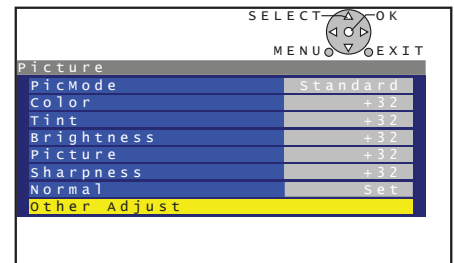 SELECT OK
MENU EXIT
Picture
PicMode Standard
Color +32
Tint +32
Brightness +32
Picture +32
Sharpness +32
Normal Set
Other Adjust